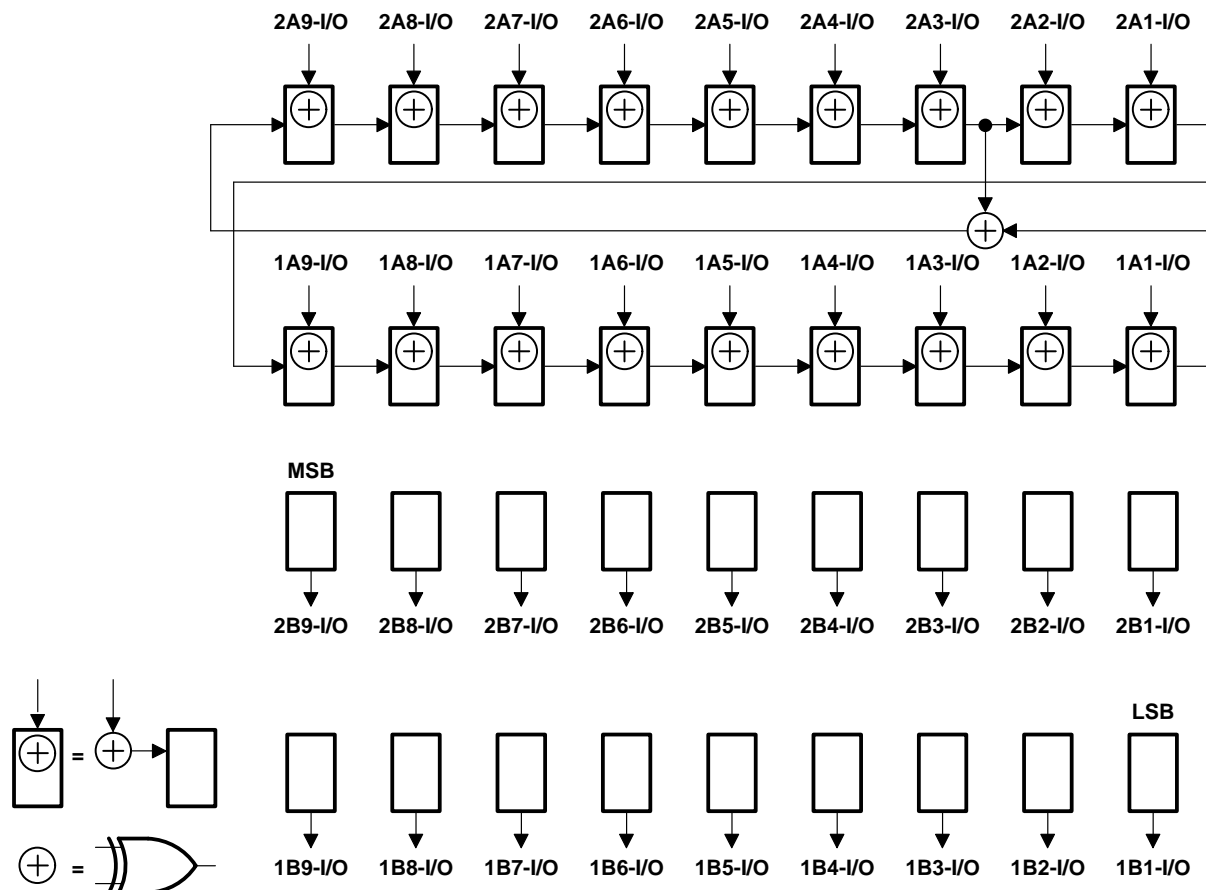 2A9-I/O 2A8-I/O 2A7-I/O 2A6-I/O 2A5-I/O 2A4-I/O 2A3-I/O 2A2-I/O 2A1-I/O
1A9-I/O 1A8-I/O 1A7-I/O 1A6-I/O 1A5-I/O 1A4-I/O 1A3-I/O 1A2-I/O 1A1-I/O
MSB
2B9-I/O 2B8-I/O 2B7-I/O 2B6-I/O 2B5-I/O 2B4-I/O 2B3-I/O 2B2-I/O 2B1-I/O
LSB
=
=
1B9-I/O 1B8-I/O 1B7-I/O 1B6-I/O 1B5-I/O 1B4-I/O 1B3-I/O 1B2-I/O 1B1-I/O